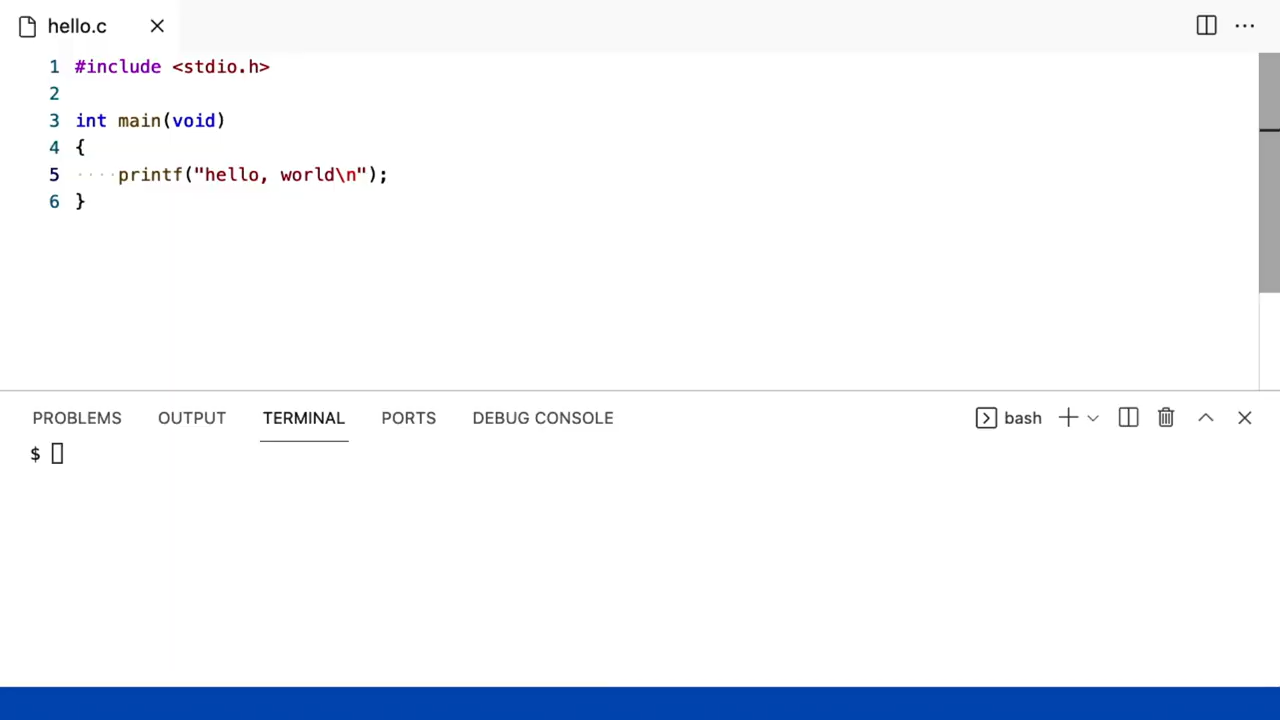 hello.c
1 #include <stdio.h>
2
3 int main(void)
4 {
5 ····printf("hello, world\n");
6 }
PROBLEMS OUTPUT TERMINAL PORTS DEBUG CONSOLE bash
$